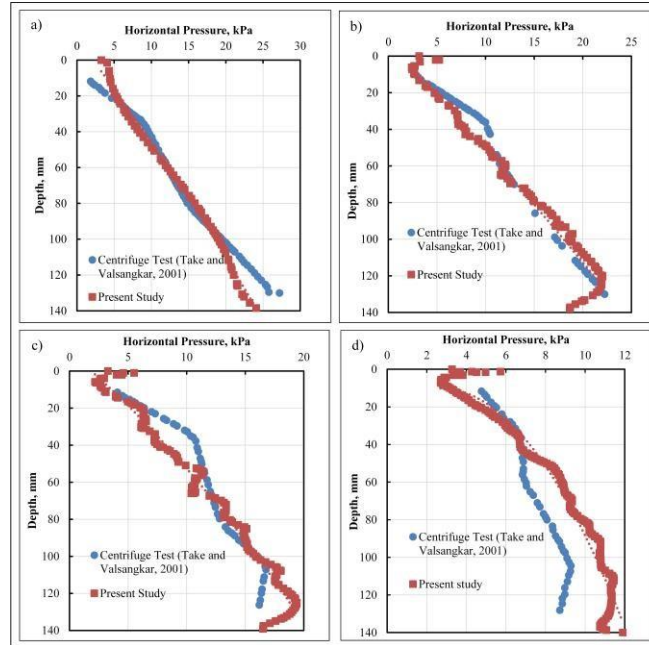 a)
Horizontal Pressure, kPa
0 5 10 15 20 25 30
0
20
40
60
80
100
120
140
Depth, mm
Centrifuge Test (Take and
Valsangkar, 2001)
Present Study
b)
Horizontal Pressure, kPa
0 5 10 15 20 25
0
20
40
60
80
100
120
140
Depth, mm
Centrifuge Test (Take and
Valsangkar, 2001)
Present Study
c)
Horizontal Pressure, kPa
0 5 10 15 20
0
20
40
60
80
100
120
140
Depth, mm
Centrifuge Test (Take and
Valsangkar, 2001)
Present Study
d)
Horizontal Pressure, kPa
0 2 4 6 8 10 12
0
20
40
60
80
100
120
140
Depth, mm
Centrifuge Test (Take and
Valsangkar, 2001)
Present study